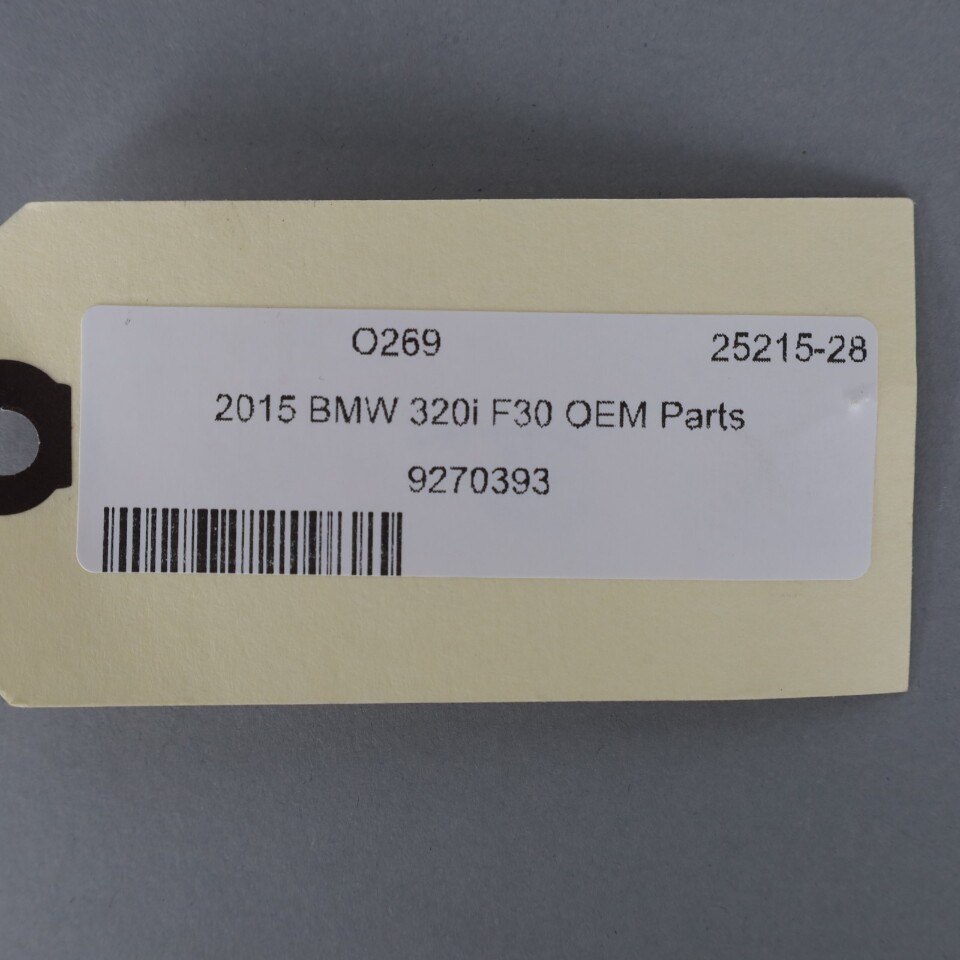 O269 25215-28
2015 BMW 320i F30 OEM Parts
9270393